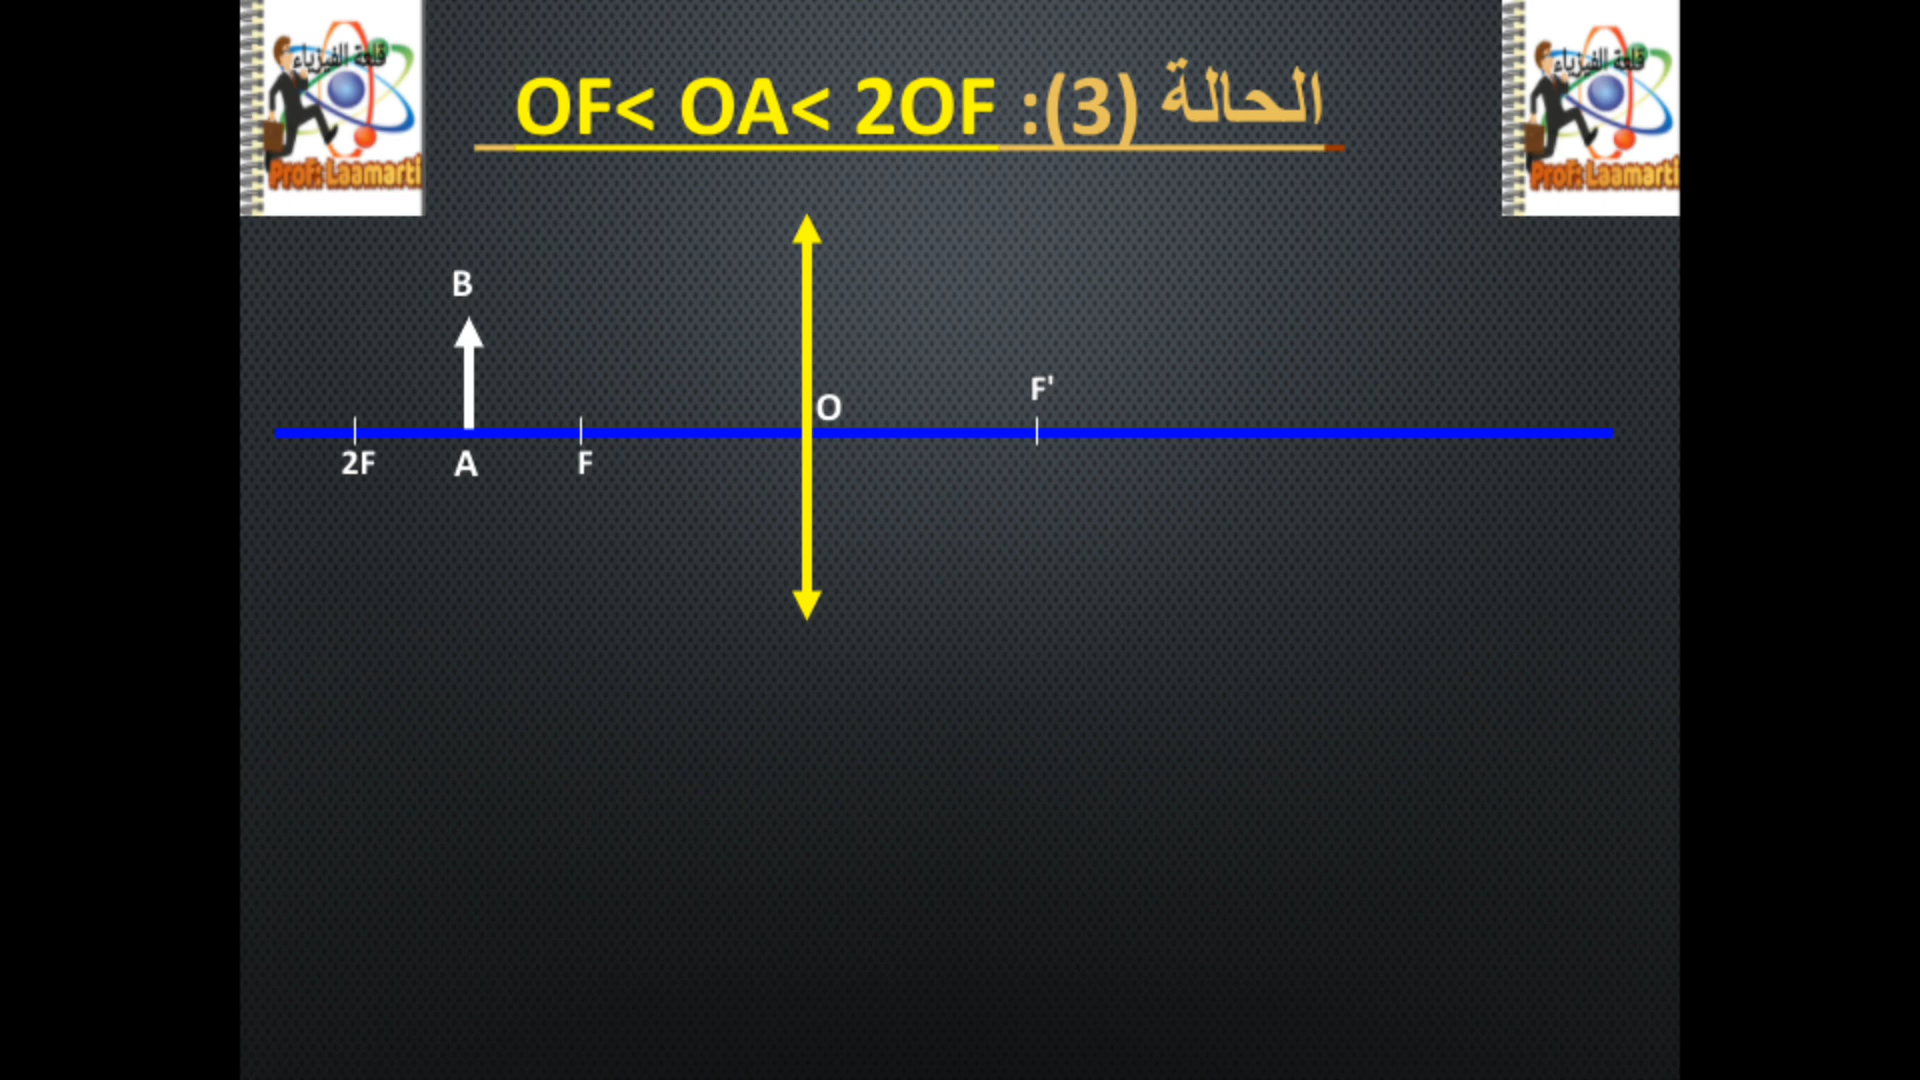 قلعة الفيزياء
Prof: Laamarti
الحالة (3): OF< OA< 2OF
قلعة الفيزياء
Prof: Laamarti
B
O
F'
2F
A
F